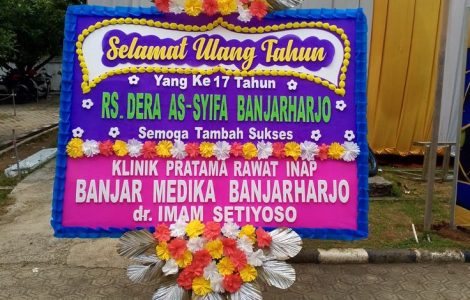 Selamat Ulang Tahun
Yang Ke 17 Tahun
RS. DERA AS-SYIFA BANJARHARJO
Semoga Tambah Sukses
KLINIK PRATAMA RAWAT INAP
BANJAR MEDIKA BANJARHARJO
dr. IMAM SETIYOSO